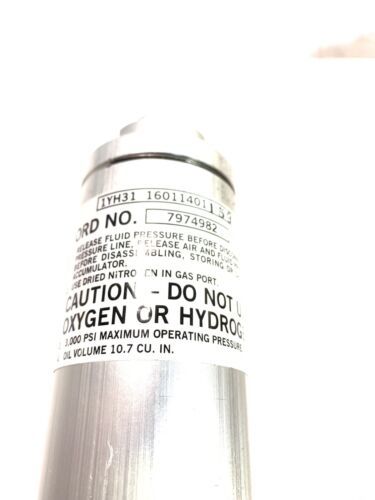 1YH31 160114011
ORD NO. 7974982
RELEASE FLUID PRESSURE BEFORE
PRESSURE LINE, RELEASE AIR AND
BEFORE DISASSEMBLING, STORING OR
ACCUMULATOR.
USE DRIED NITROGEN IN GAS PORT.
CAUTION - DO NOT U
OXYGEN OR HYDROG
3,000 PSI MAXIMUM OPERATING PRESSURE
OIL VOLUME 10.7 CU. IN.